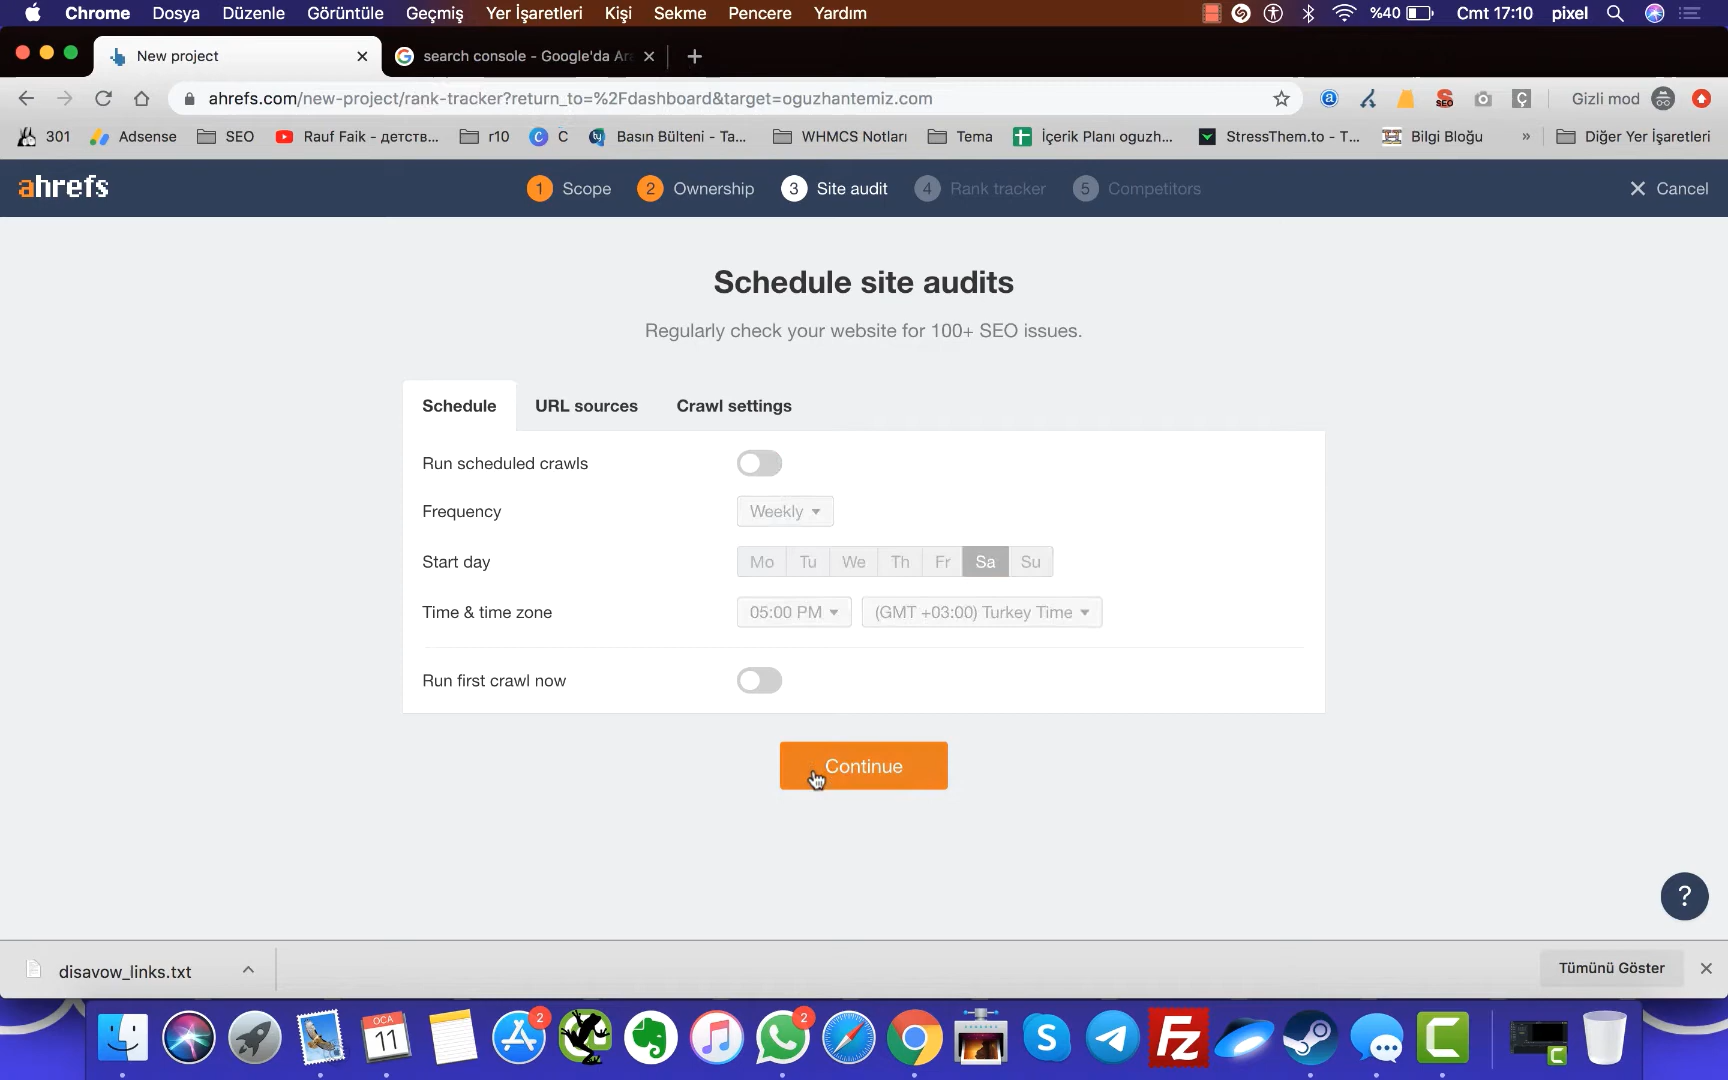 Chrome Dosya Düzenle Görüntüle Geçmiş Yer İşaretleri Kişi Sekme Pencere Yardım %40 Cmt 17:10 pixel
New project search console - Google'da Ar
ahrefs.com/new-project/rank-tracker?return_to=%2Fdashboard&target=oguzhantemiz.com Gizli mod
301 Adsense SEO Rauf Faik - детств... r10 C Basın Bülteni - Ta... WHMCS Notları Tema İçerik Planı oguzh... StressThem.to - T... Bilgi Bloğu » Diğer Yer İşaretleri
ahrefs 1 Scope 2 Ownership 3 Site audit 4 Rank tracker 5 Competitors Cancel
Schedule site audits
Regularly check your website for 100+ SEO issues.
Schedule URL sources Crawl settings
Run scheduled crawls
Frequency Weekly
Start day Mo Tu We Th Fr Sa Su
Time & time zone 05:00 PM (GMT +03:00) Turkey Time
Run first crawl now
Continue
?
disavow_links.txt Tümünü Göster
OCA
11
2
2